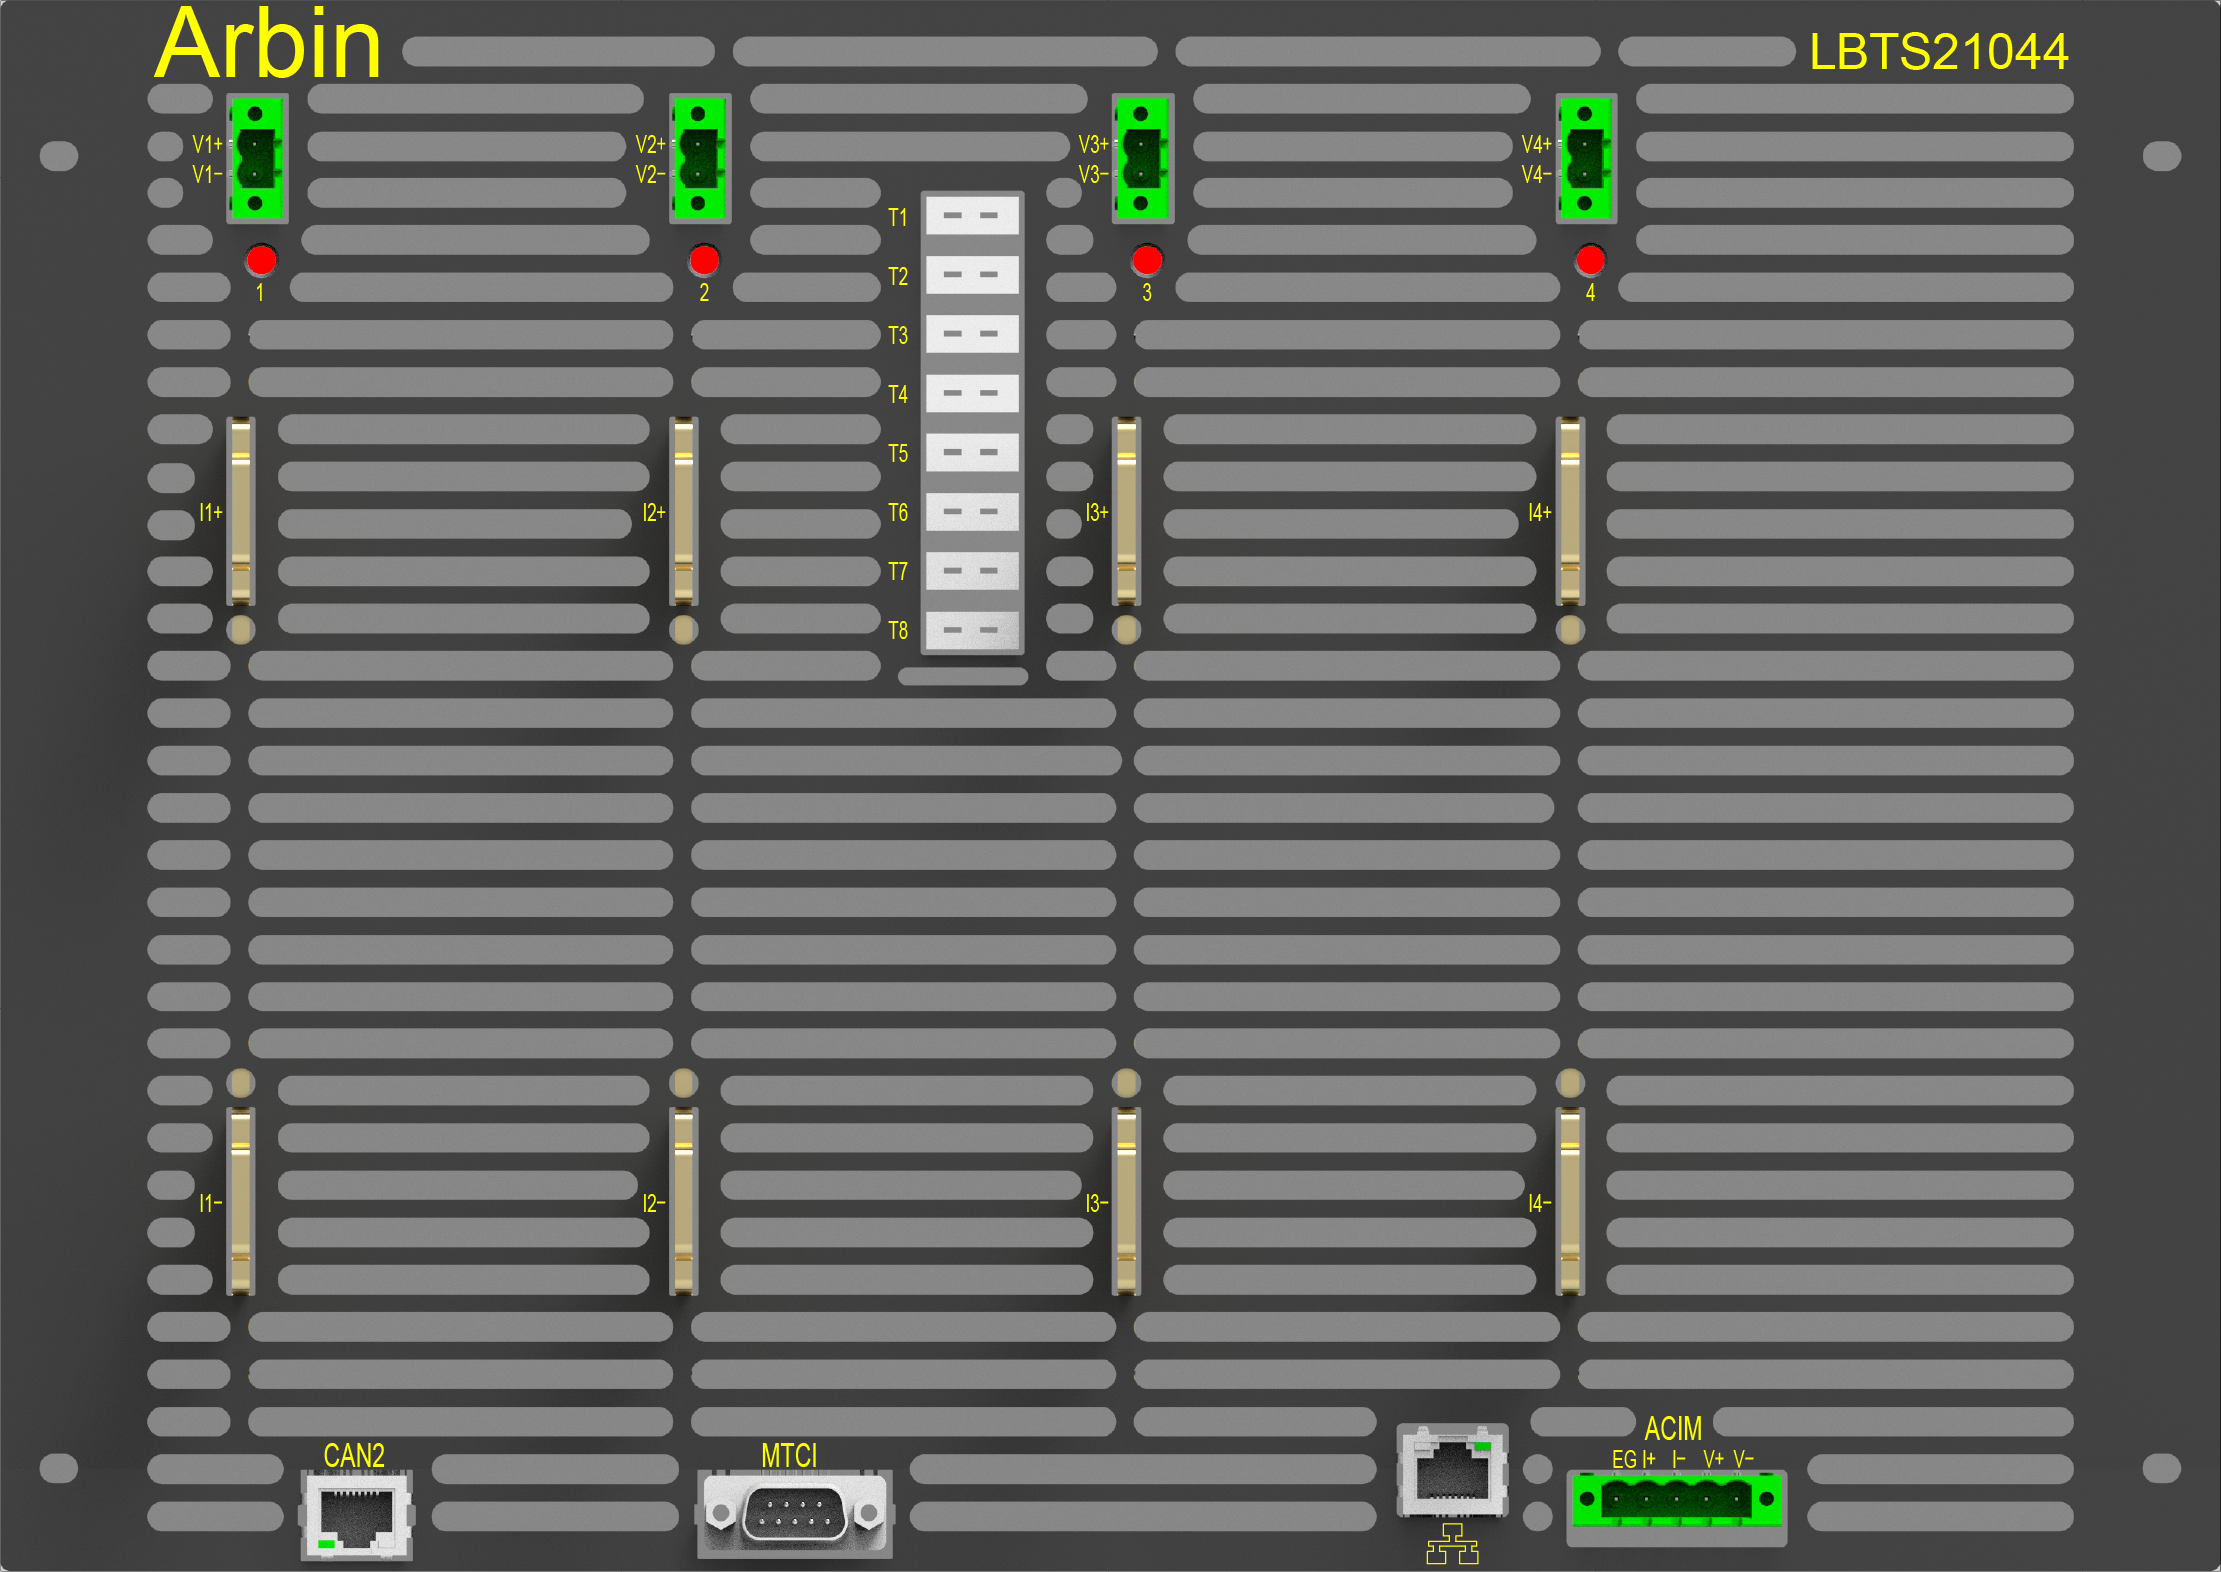 Arbin
LBTS21044
V1+
V1−
V2+
V2−
V3+
V3−
V4+
V4−
1
2
3
4
T1
T2
T3
T4
T5
T6
T7
T8
I1+
I2+
I3+
I4+
I1−
I2−
I3−
I4−
CAN2
MTCI
ACIM
EG I+ I− V+ V−